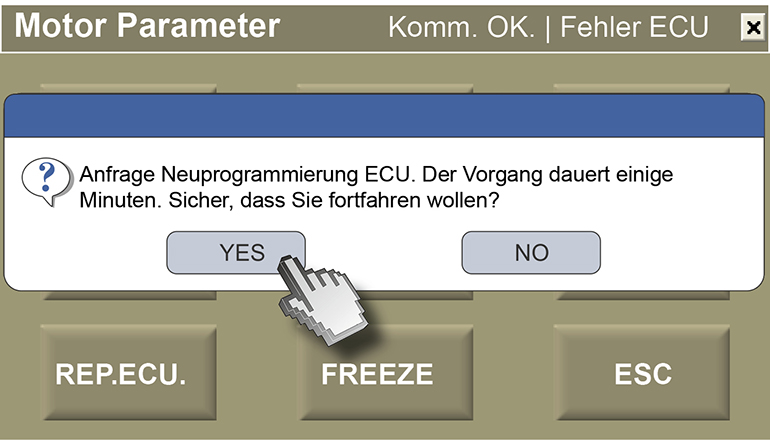 Motor Parameter
Komm. OK. | Fehler ECU
?
Anfrage Neuprogrammierung ECU. Der Vorgang dauert einige
Minuten. Sicher, dass Sie fortfahren wollen?
YES
NO
REP.ECU.
FREEZE
ESC